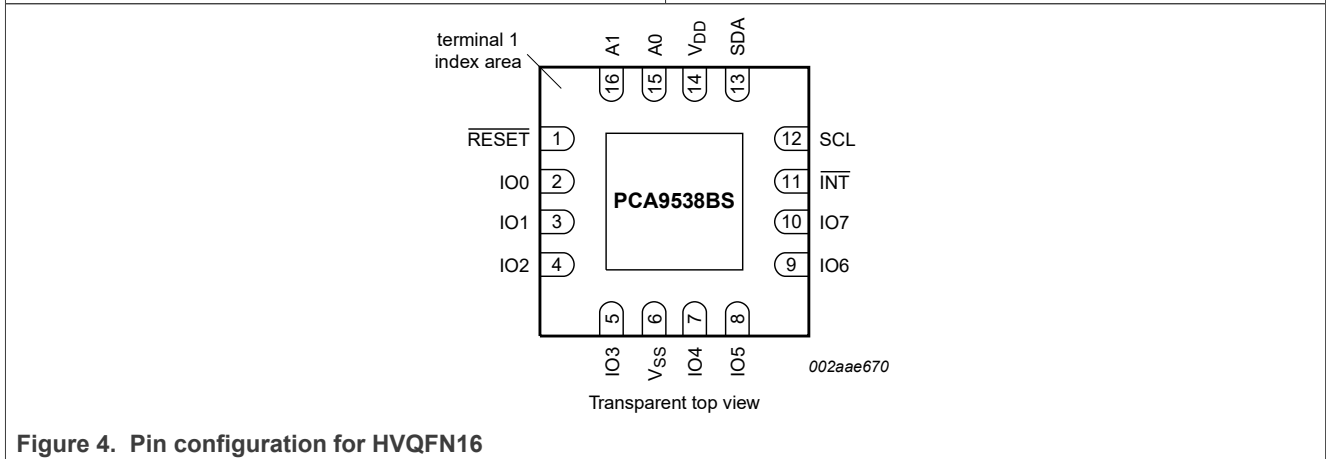 terminal 1
index area
A1
A0
VDD
SDA
16
15
14
13
RESET
1
12
SCL
IO0
2
11
INT
IO1
3
PCA9538BS
10
IO7
IO2
4
9
IO6
5
6
7
8
IO3
VSS
IO4
IO5
002aae670
Transparent top view
Figure 4. Pin configuration for HVQFN16